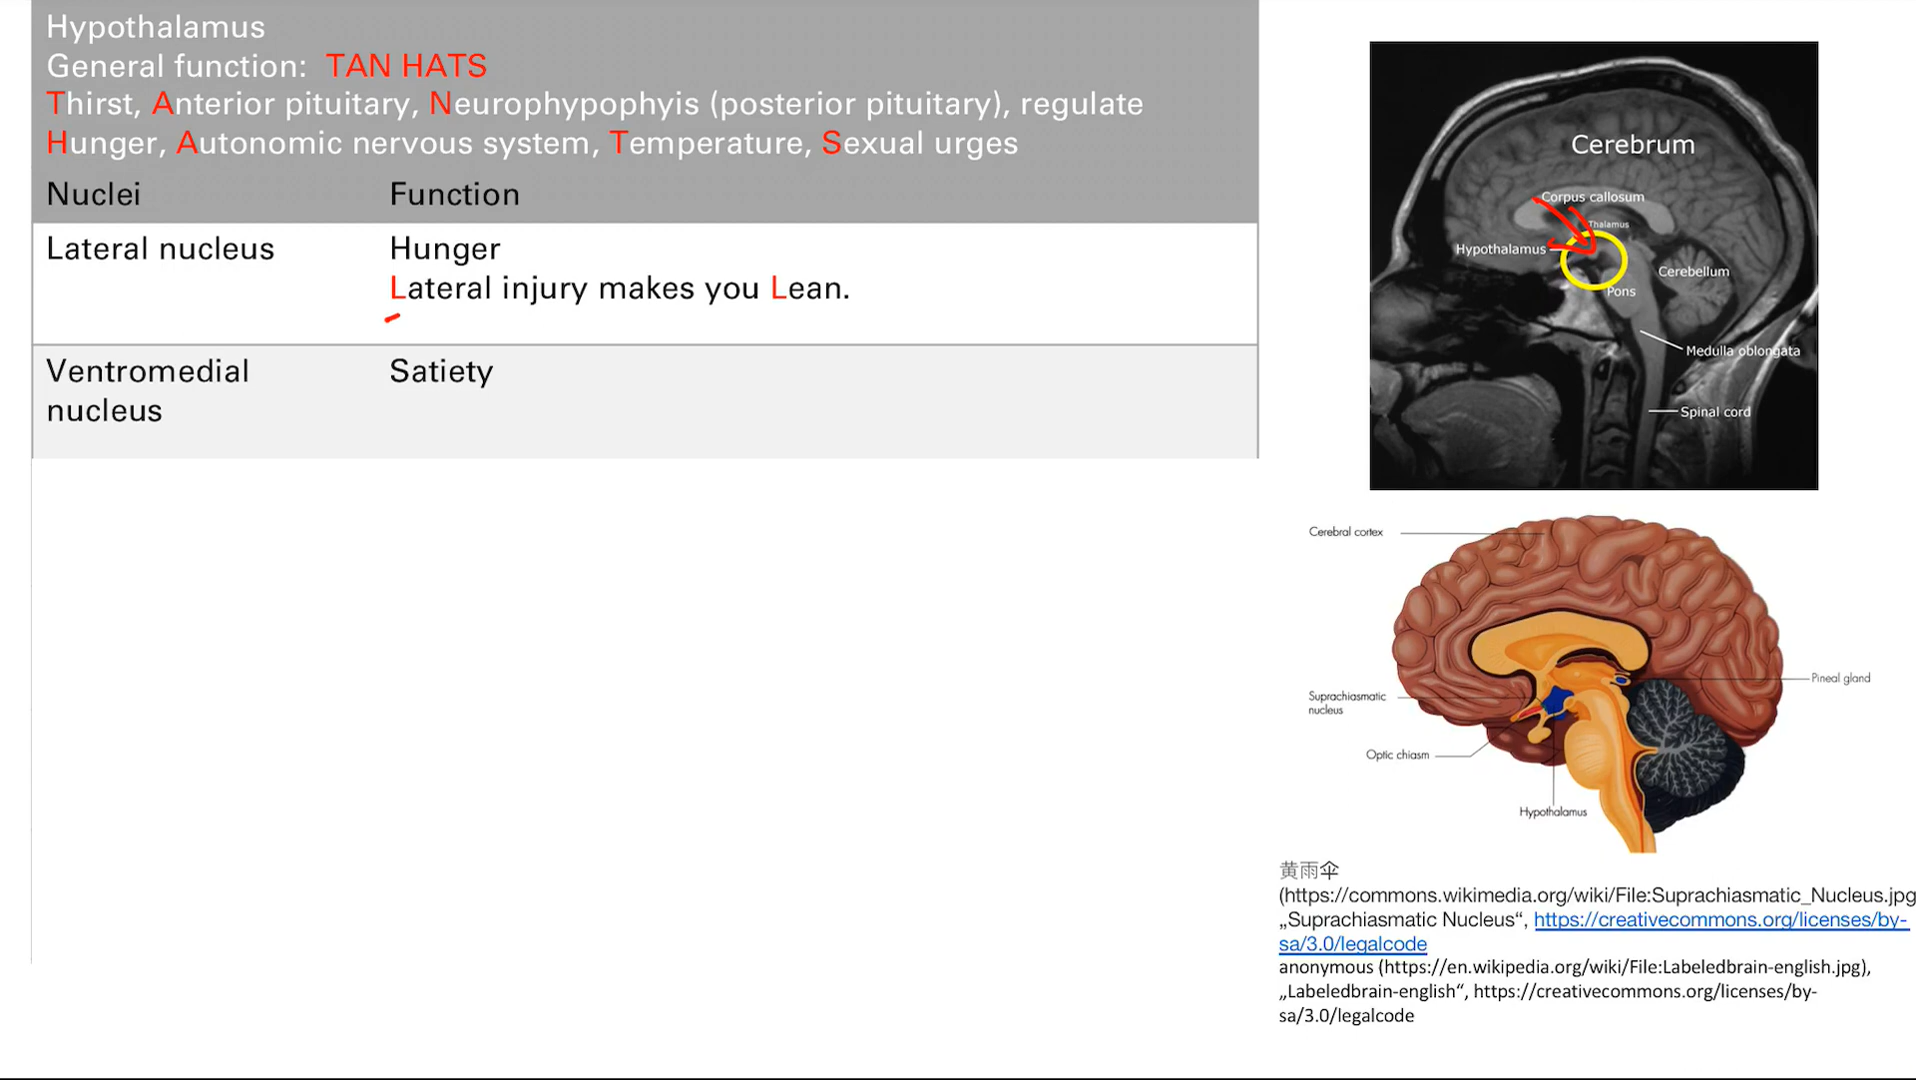 Hypothalamus
General function: TAN HATS
Thirst, Anterior pituitary, Neurophypophyis (posterior pituitary), regulate
Hunger, Autonomic nervous system, Temperature, Sexual urges
Nuclei Function
Lateral nucleus Hunger
Lateral injury makes you Lean.
Ventromedial Satiety
nucleus
Cerebrum
Corpus callosum
Thalamus
Hypothalamus
Cerebellum
Pons
Medulla oblongata
Spinal cord
Cerebral cortex
Pineal gland
Suprachiasmatic
nucleus
Optic chiasm
Hypothalamus
黄雨伞
(https://commons.wikimedia.org/wiki/File:Suprachiasmatic_Nucleus.jpg
„Suprachiasmatic Nucleus“, https://creativecommons.org/licenses/by-
sa/3.0/legalcode
anonymous (https://en.wikipedia.org/wiki/File:Labeledbrain-english.jpg),
„Labeledbrain-english“, https://creativecommons.org/licenses/by-
sa/3.0/legalcode